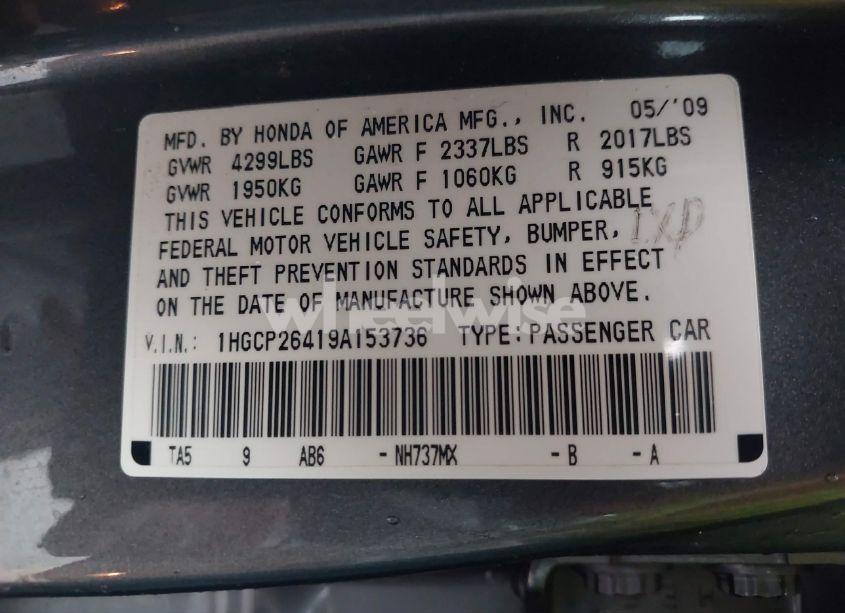 MFD. BY HONDA OF AMERICA MFG., INC. 05/'09
GVWR 4299LBS GAWR F 2337LBS R 2017LBS
GVWR 1950KG GAWR F 1060KG R 915KG
THIS VEHICLE CONFORMS TO ALL APPLICABLE
FEDERAL MOTOR VEHICLE SAFETY, BUMPER, LXP
AND THEFT PREVENTION STANDARDS IN EFFECT
ON THE DATE OF MANUFACTURE SHOWN ABOVE.
wheelwise
V.I.N.: 1HGCP26419A153736 TYPE: PASSENGER CAR
TA5 9 AB6 -NH737MX -B -A